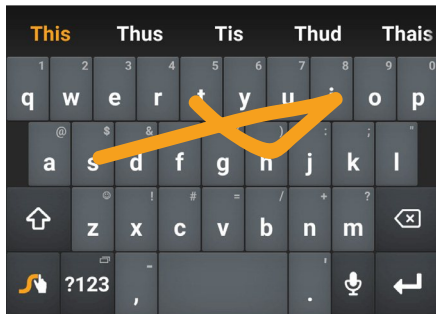 This Thus Tis Thud Thais
1 2 3 4 5 6 7 8 9 0
q w e r t y u i o p
@ $ & ) : ; "
a s d f g h j k l
! # = / + ?
z x c v b n m
?123 , - . '